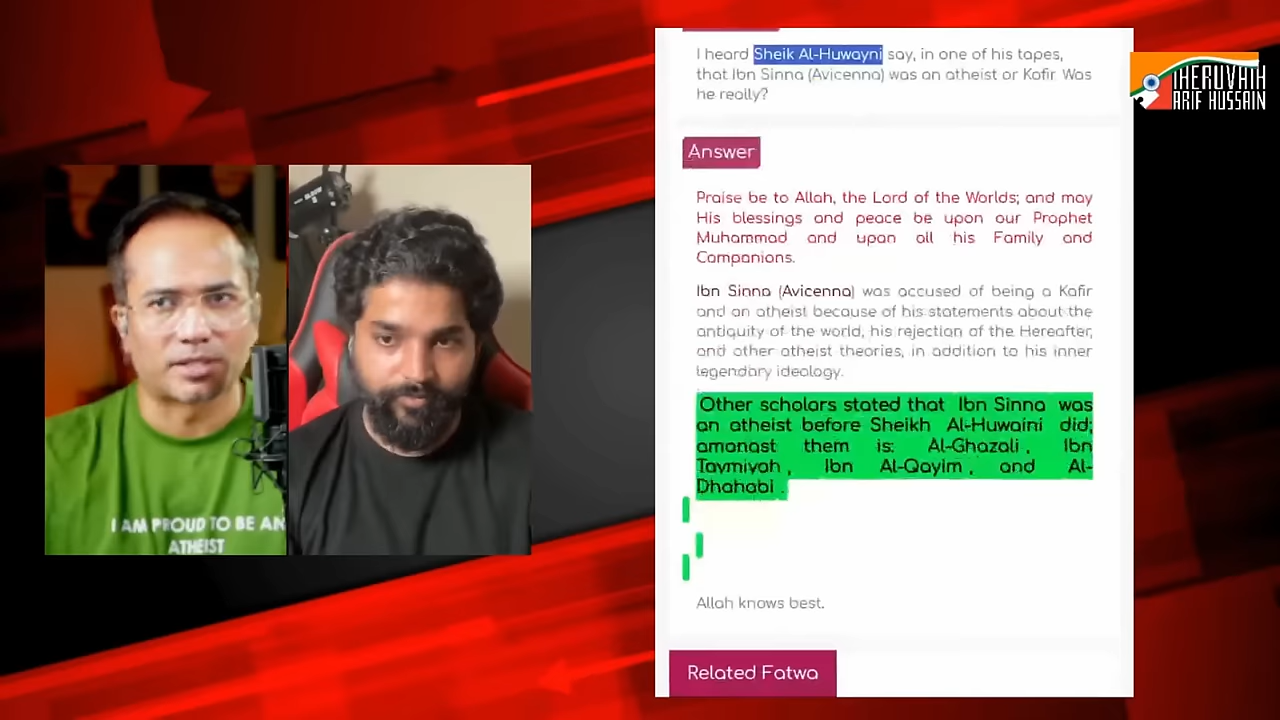 I heard Sheik Al-Huwayni say, in one of his tapes,
that Ibn Sinna (Avicenna) was an atheist or Kafir Was
he really?
THERUVATH
ARIF HUSSAIN
Answer
Praise be to Allah, the Lord of the Worlds; and may
His blessings and peace be upon our Prophet
Muhammad and upon all his Family and
Companions.
Ibn Sinna (Avicenna) was accused of being a Kafir
and an atheist because of his statements about the
antiquity of the world, his rejection of the Hereafter,
and other atheist theories, in addition to his inner
legendary ideology.
Other scholars stated that Ibn Sinna was
an atheist before Sheikh Al-Huwaini did;
amonast them is: Al-Ghazali, Ibn
Taymiyah, Ibn Al-Qayim, and Al-
Dhahabi.
Allah knows best.
Related Fatwa
I AM PROUD TO BE AN
ATHEIST